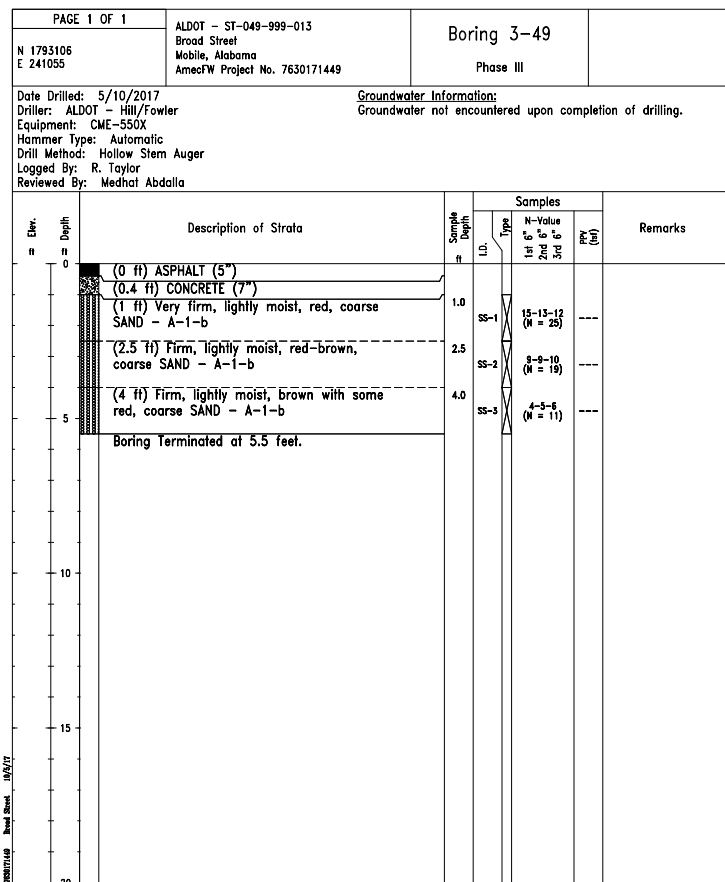 PAGE 1 OF 1
N 1793106
E 241055
ALDOT - ST-049-999-013
Broad Street
Mobile, Alabama
AmecFW Project No. 7630171449
Boring 3-49
Phase III
Date Drilled: 5/10/2017
Driller: ALDOT - Hill/Fowler
Equipment: CME-550X
Hammer Type: Automatic
Drill Method: Hollow Stem Auger
Logged By: R. Taylor
Reviewed By: Medhat Abdalla
Groundwater Information:
Groundwater not encountered upon completion of drilling.
Elev.
ft
Depth
ft
Description of Strata
Sample
Depth
ft
Samples
I.D.
Type
N-Value
1st 6"
2nd 6"
3rd 6"
PPV
(tsf)
Remarks
0
(0 ft) ASPHALT (5")
(0.4 ft) CONCRETE (7")
(1 ft) Very firm, lightly moist, red, coarse
SAND - A-1-b
1.0
SS-1
15-13-12
(N = 25)
---
(2.5 ft) Firm, lightly moist, red-brown,
coarse SAND - A-1-b
2.5
SS-2
9-9-10
(N = 19)
---
(4 ft) Firm, lightly moist, brown with some
red, coarse SAND - A-1-b
4.0
SS-3
4-5-6
(N = 11)
---
5
Boring Terminated at 5.5 feet.
10
15
20
7630171449 Broad Street 10/5/17